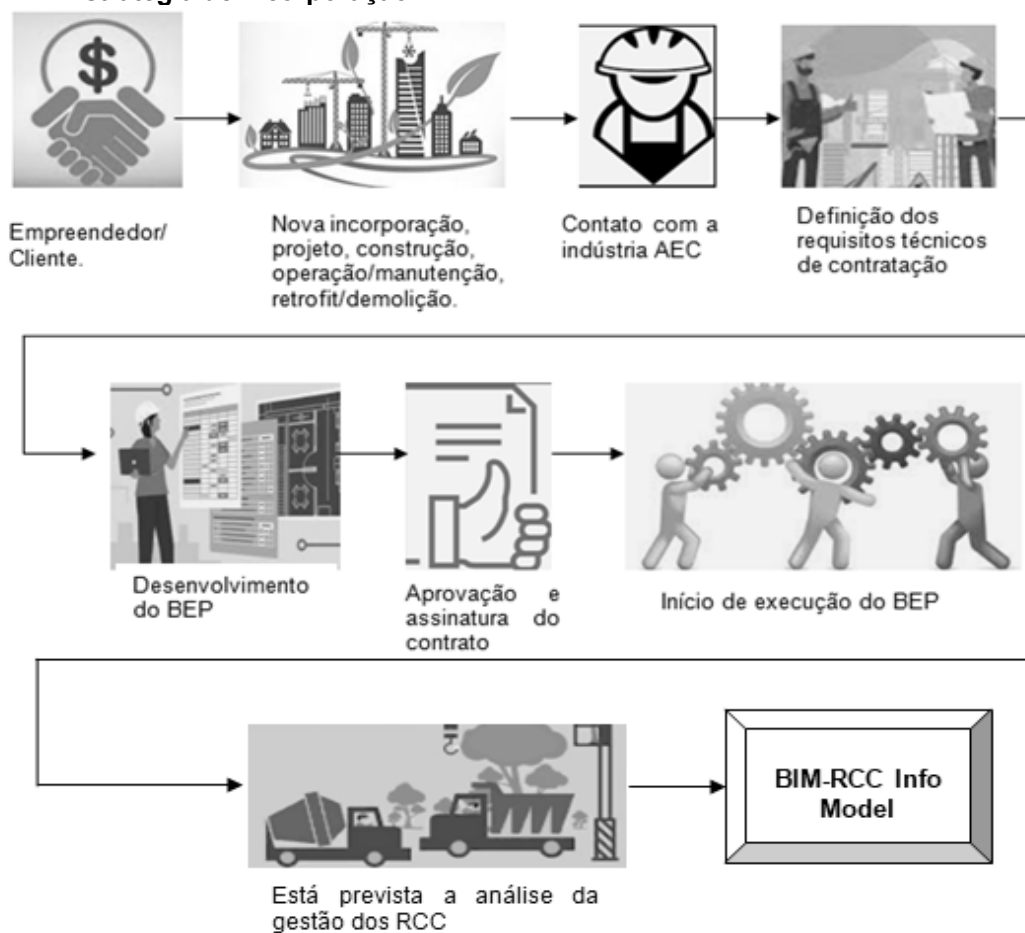 Empreendedor/
Cliente.
Nova incorporação,
projeto, construção,
operação/manutenção,
retrofit/demolição.
Contato com a
indústria AEC
Definição dos
requisitos técnicos
de contratação
Desenvolvimento
do BEP
Aprovação e
assinatura do
contrato
Início de execução do BEP
Está prevista a análise da
gestão dos RCC
BIM-RCC Info
Model